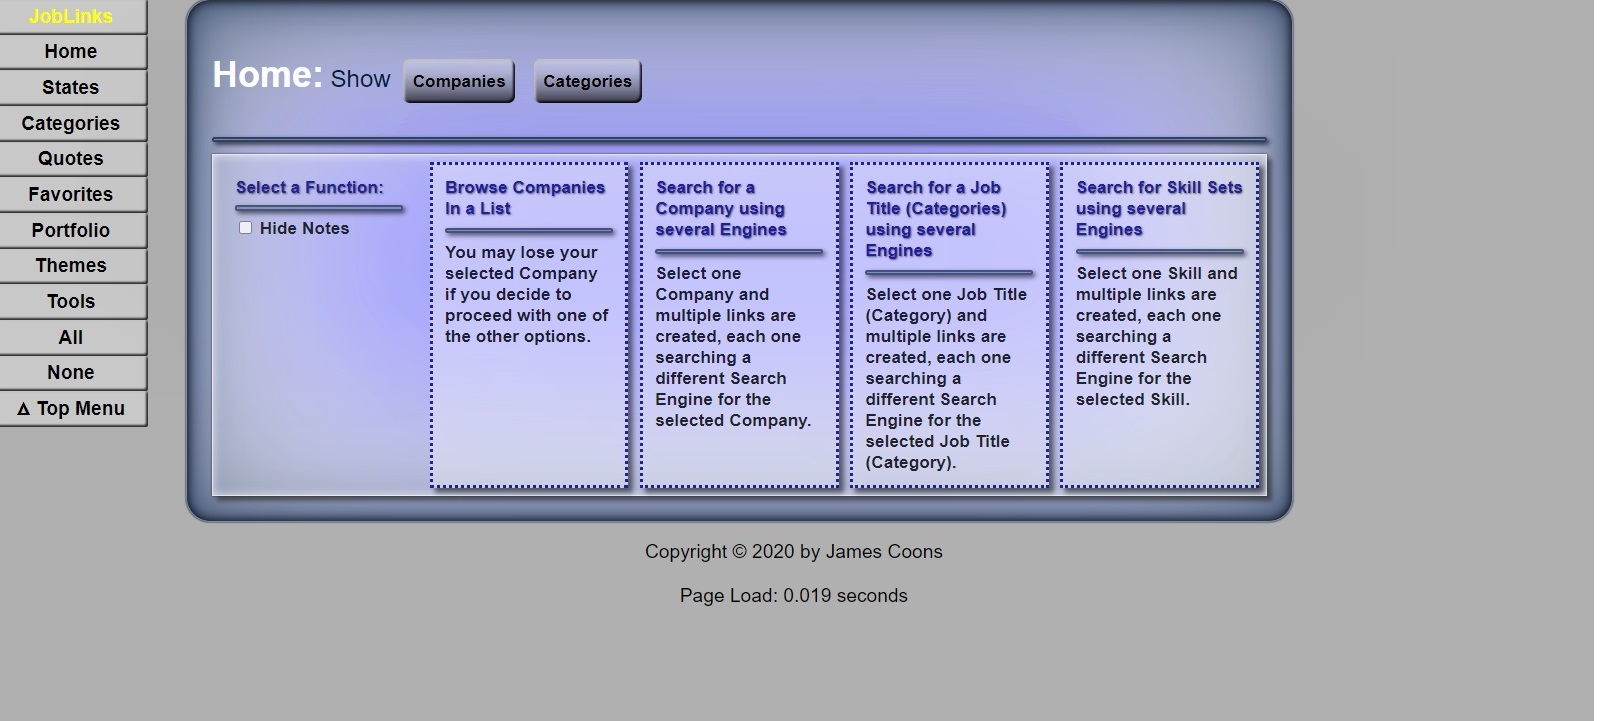 JobLinks
Home
States
Categories
Quotes
Favorites
Portfolio
Themes
Tools
All
None
Δ Top Menu
Home: Show Companies Categories
Select a Function:
Hide Notes
Browse Companies
In a List
You may lose your
selected Company
if you decide to
proceed with one of
the other options.
Search for a
Company using
several Engines
Select one
Company and
multiple links are
created, each one
searching a
different Search
Engine for the
selected Company.
Search for a Job
Title (Categories)
using several
Engines
Select one Job Title
(Category) and
multiple links are
created, each one
searching a
different Search
Engine for the
selected Job Title
(Category).
Search for Skill Sets
using several
Engines
Select one Skill and
multiple links are
created, each one
searching a
different Search
Engine for the
selected Skill.
Copyright © 2020 by James Coons
Page Load: 0.019 seconds